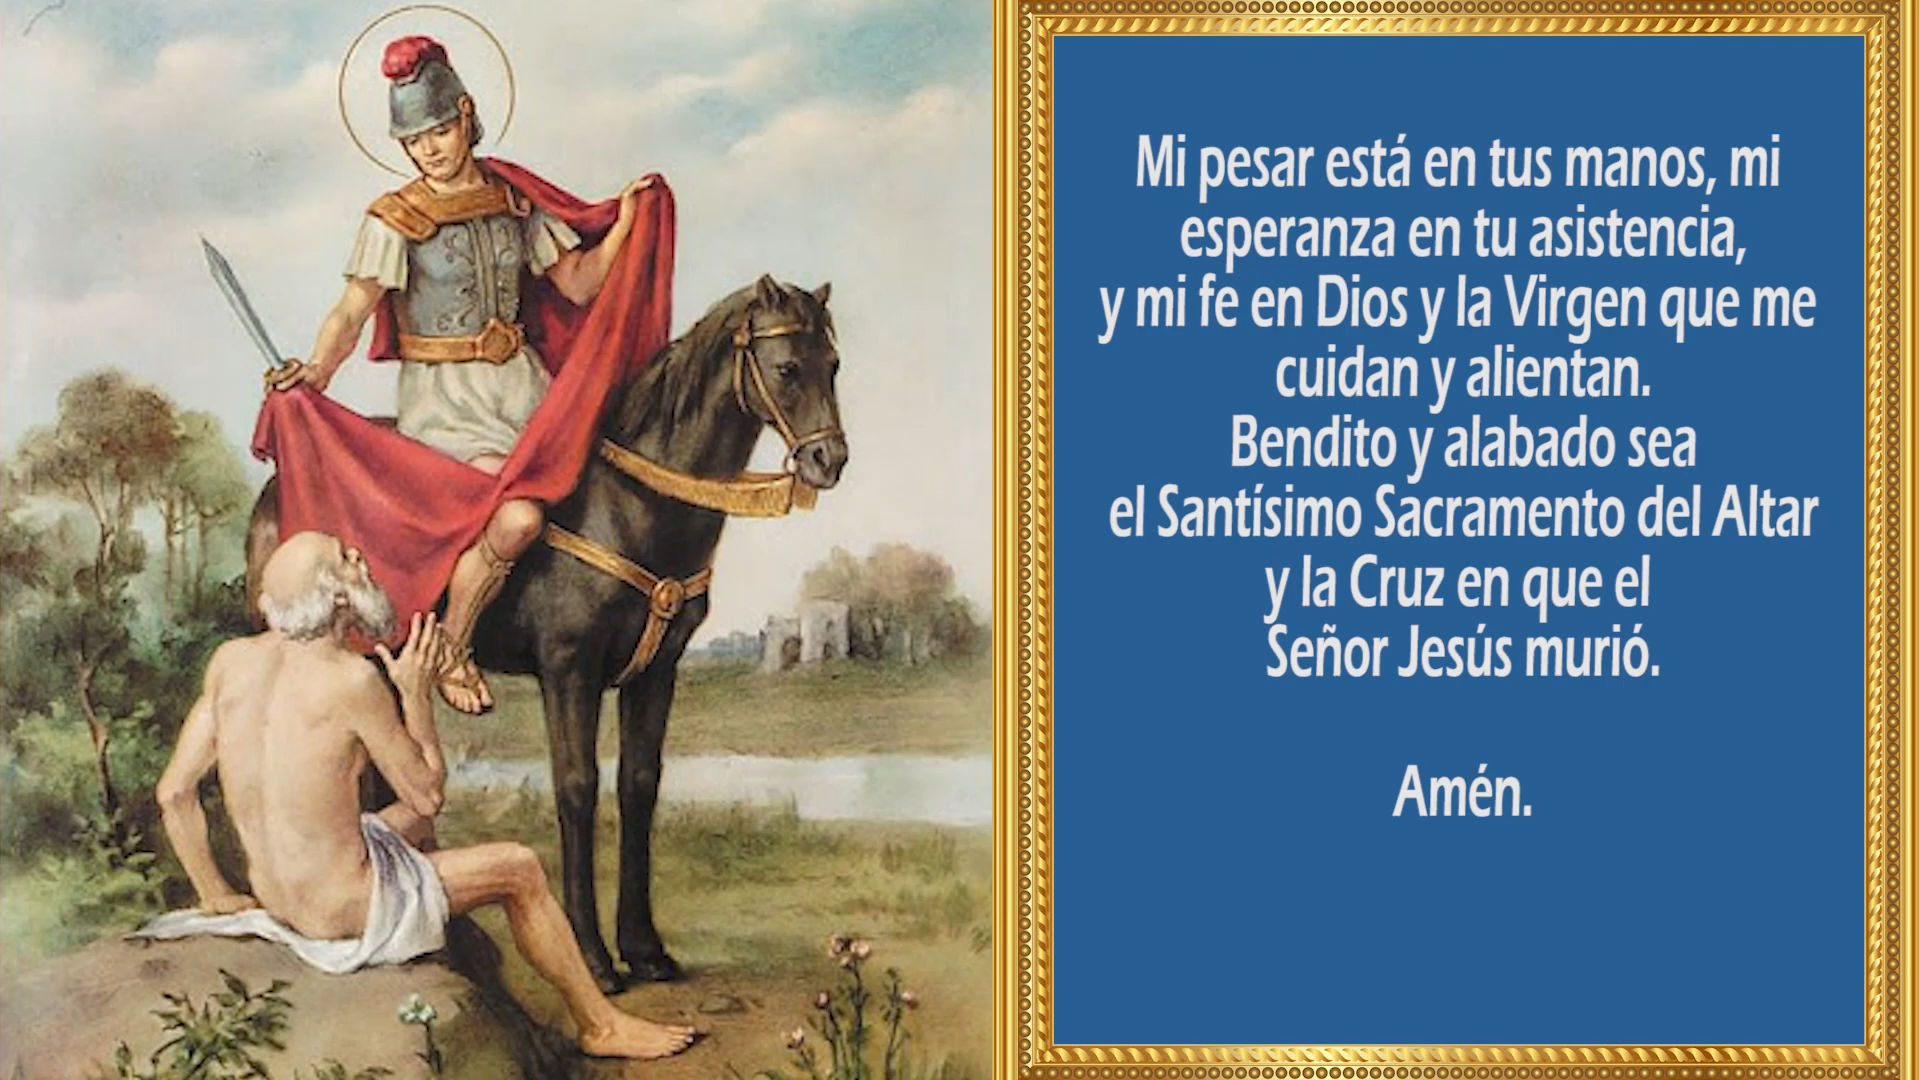 Mi pesar está en tus manos, mi
esperanza en tu asistencia,
y mi fe en Dios y la Virgen que me
cuidan y alientan.
Bendito y alabado sea
el Santísimo Sacramento del Altar
y la Cruz en que el
Señor Jesús murió.
Amén.